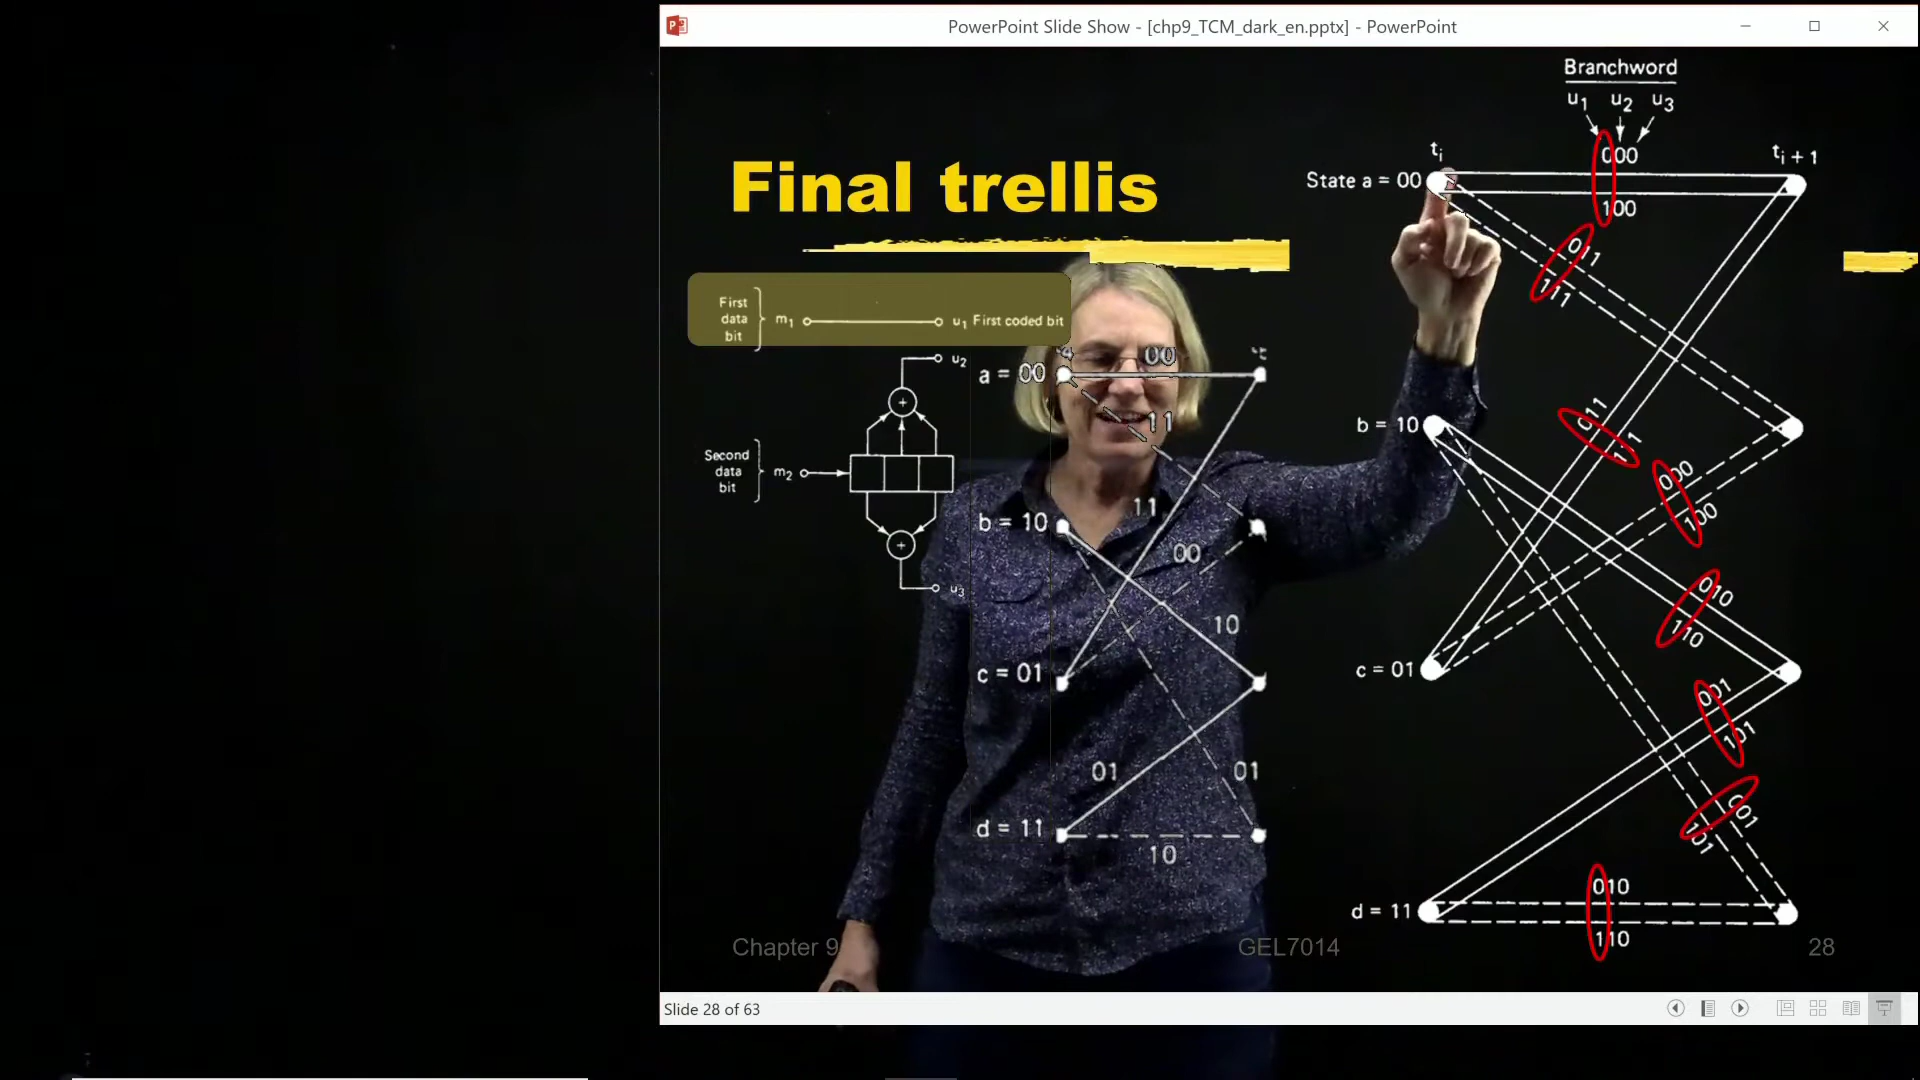 PowerPoint Slide Show - [chp9_TCM_dark_en.pptx] - PowerPoint
Branchword
u1 u2 u3
Final trellis
ti
ti + 1
State a = 00
000
100
011
111
First data bit
m1
u1 First coded bit
u2
a = 00
00
11
b = 10
011
000
100
Second data bit
m2
b = 10
11
00
u3
10
010
110
c = 01
c = 01
001
101
01
01
001
101
d = 11
10
d = 11
010
110
Chapter 9
GEL7014
28
Slide 28 of 63